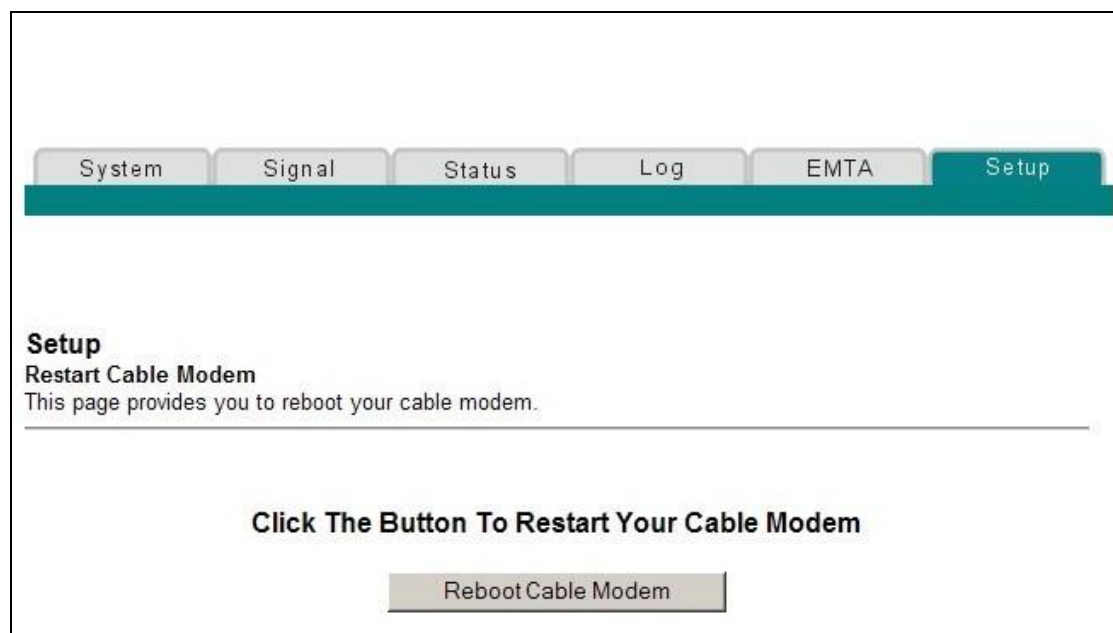 System Signal Status Log EMTA Setup
Setup
Restart Cable Modem
This page provides you to reboot your cable modem.
Click The Button To Restart Your Cable Modem
Reboot Cable Modem